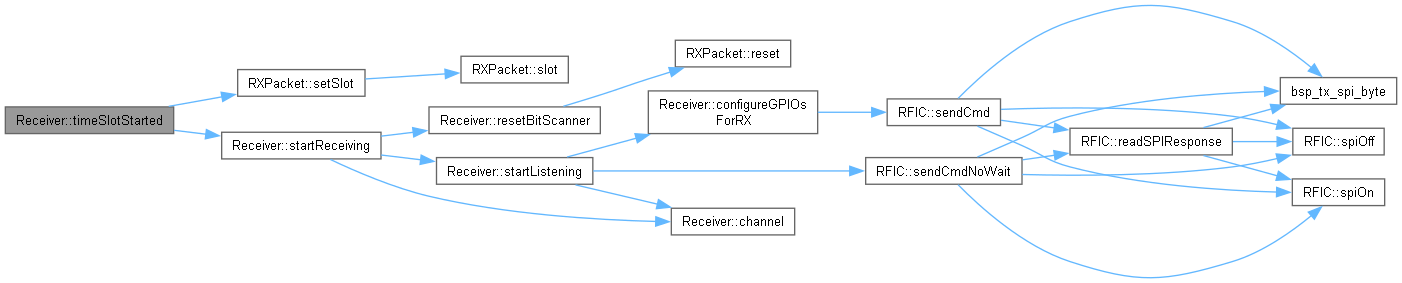 Receiver::timeSlotStarted
RXPacket::setSlot
Receiver::startReceiving
RXPacket::slot
Receiver::resetBitScanner
Receiver::startListening
RXPacket::reset
Receiver::configureGPIOs
ForRX
Receiver::channel
RFIC::sendCmd
RFIC::sendCmdNoWait
RFIC::readSPIResponse
bsp_tx_spi_byte
RFIC::spiOff
RFIC::spiOn